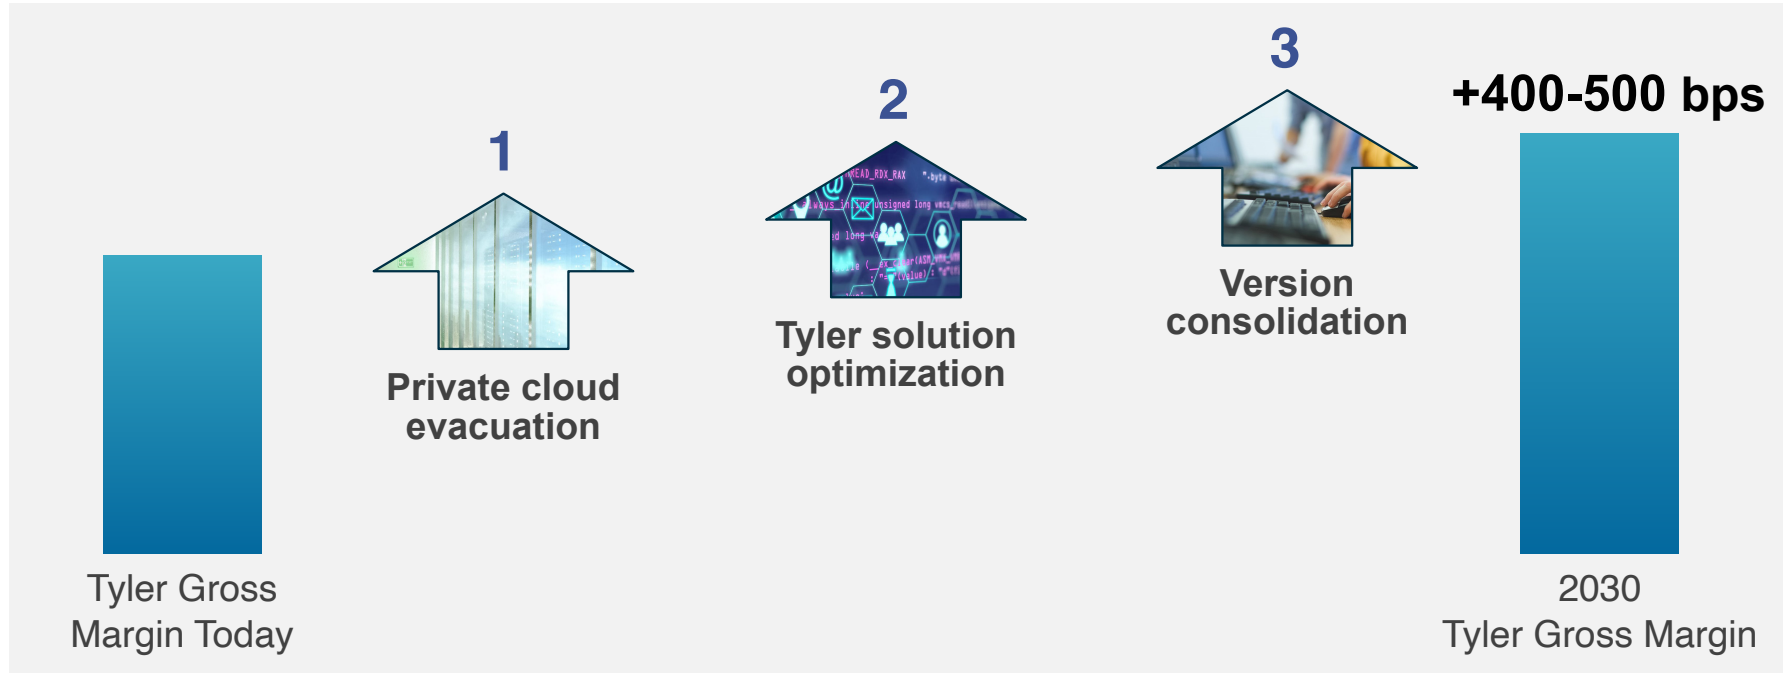 1
2
3
+400-500 bps
Private cloud
evacuation
Tyler solution
optimization
Version
consolidation
Tyler Gross
Margin Today
2030
Tyler Gross Margin